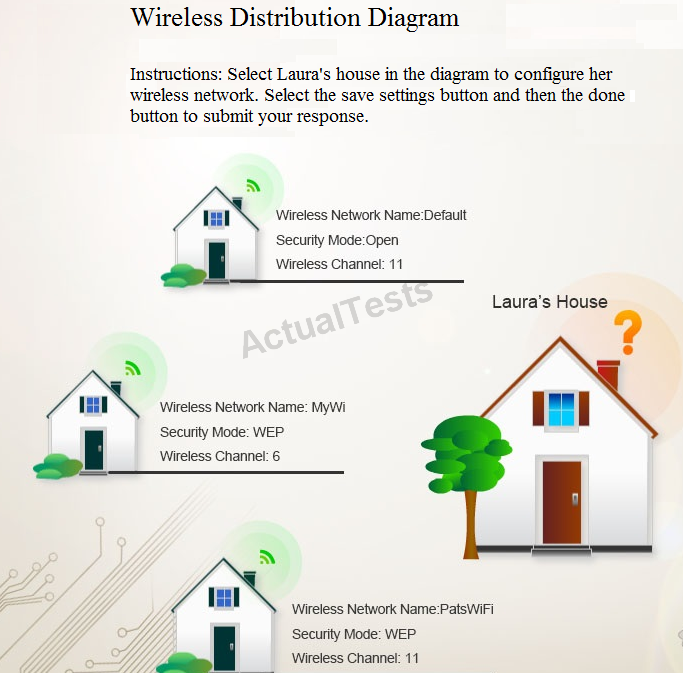 Wireless Distribution Diagram
Instructions: Select Laura's house in the diagram to configure her
wireless network. Select the save settings button and then the done
button to submit your response.
Wireless Network Name:Default
Security Mode:Open
Wireless Channel: 11
ActualTests
Laura's House
?
Wireless Network Name: MyWi
Security Mode: WEP
Wireless Channel: 6
Wireless Network Name:PatsWiFi
Security Mode: WEP
Wireless Channel: 11